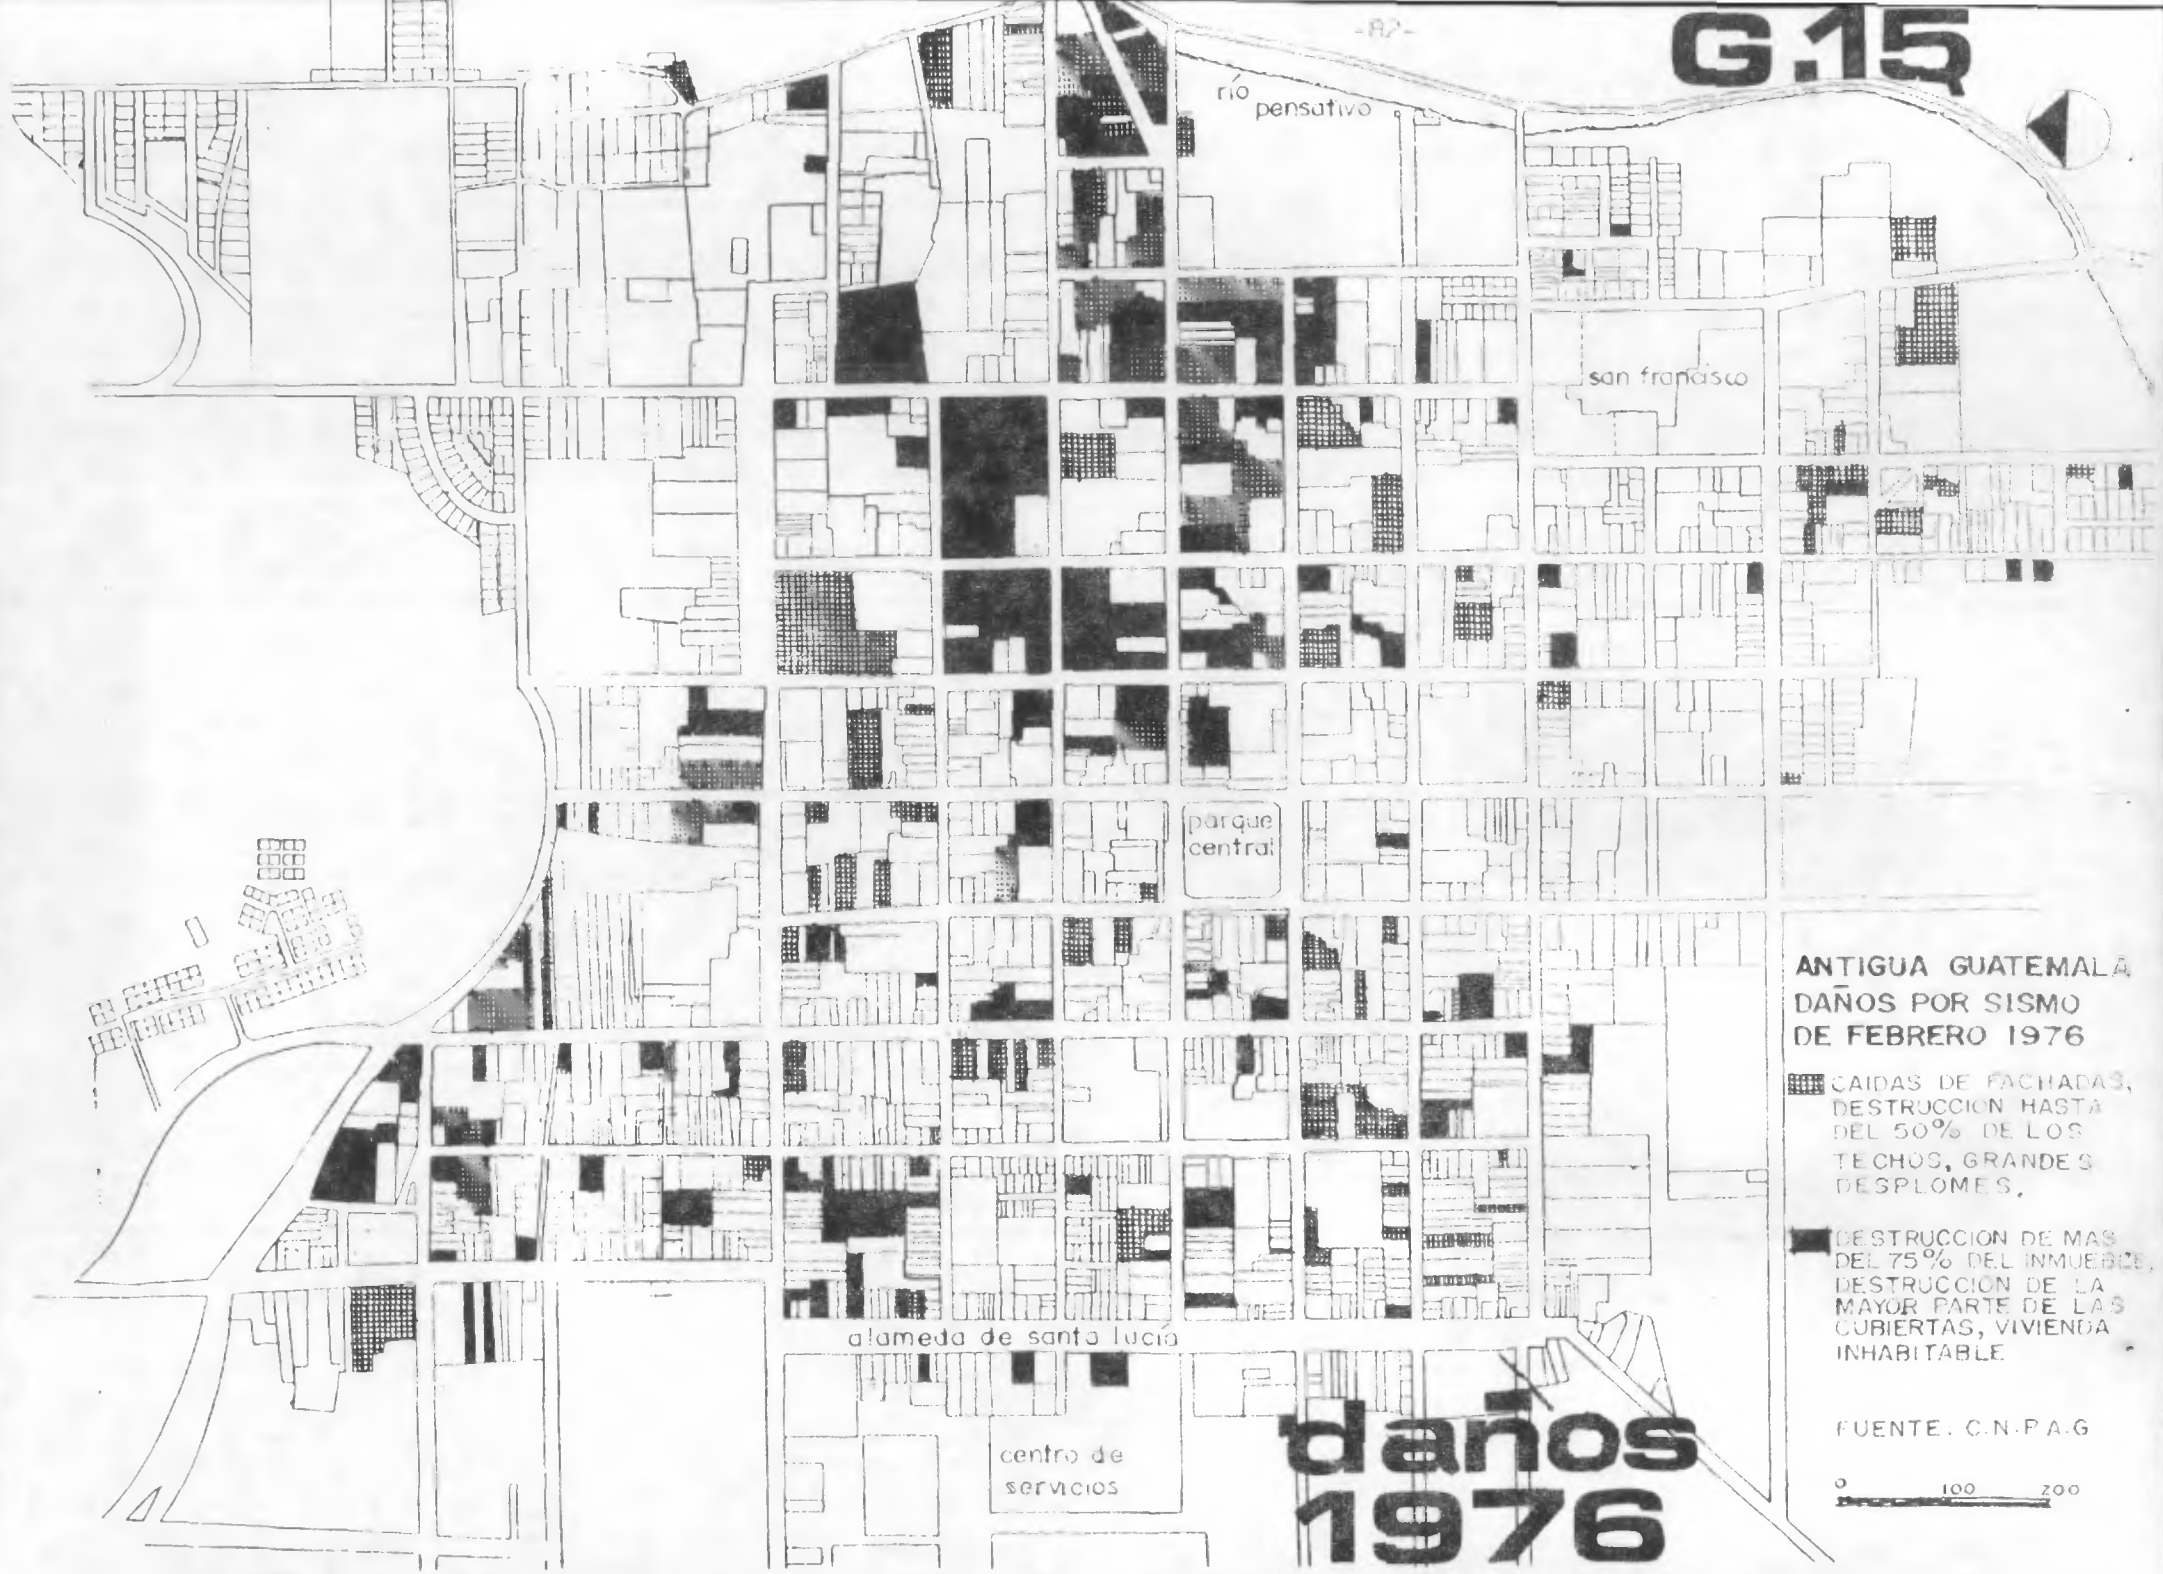 -82-
G.15
río
pensativo
san francisco
parque
central
ANTIGUA GUATEMALA
DAÑOS POR SISMO
DE FEBRERO 1976
CAIDAS DE FACHADAS,
DESTRUCCION HASTA
DEL 50% DE LOS
TECHOS, GRANDES
DESPLOMES.
DESTRUCCION DE MAS
DEL 75% DEL INMUEBLE,
DESTRUCCION DE LA
MAYOR PARTE DE LAS
CUBIERTAS, VIVIENDA
INHABITABLE
alameda de santa lucía
centro de
servicios
FUENTE: C.N.P.A.G
0 100 200
daños
1976